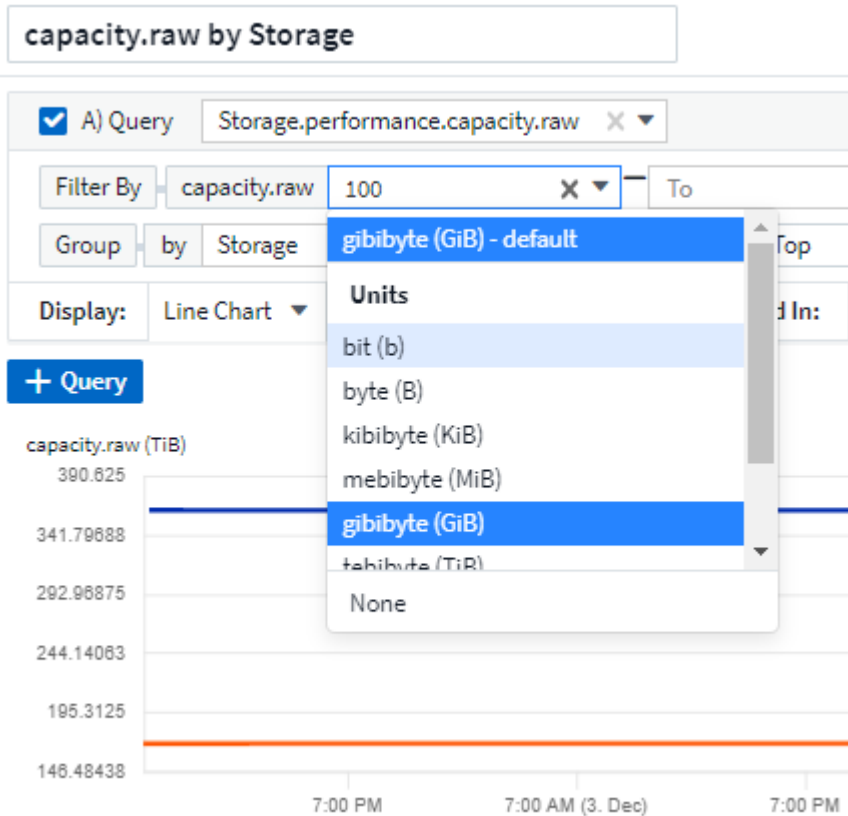 capacity.raw by Storage
A) Query Storage.performance.capacity.raw
Filter By capacity.raw 100 To
Group by Storage Top
gibibyte (GiB) - default
Units
Display: Line Chart d In:
bit (b)
byte (B)
+ Query
kibibyte (KiB)
capacity.raw (TiB)
mebibyte (MiB)
390.625
gibibyte (GiB)
341.79688
tebibyte (TiB)
292.96875
None
244.14063
195.3125
146.48438
7:00 PM 7:00 AM (3. Dec) 7:00 PM